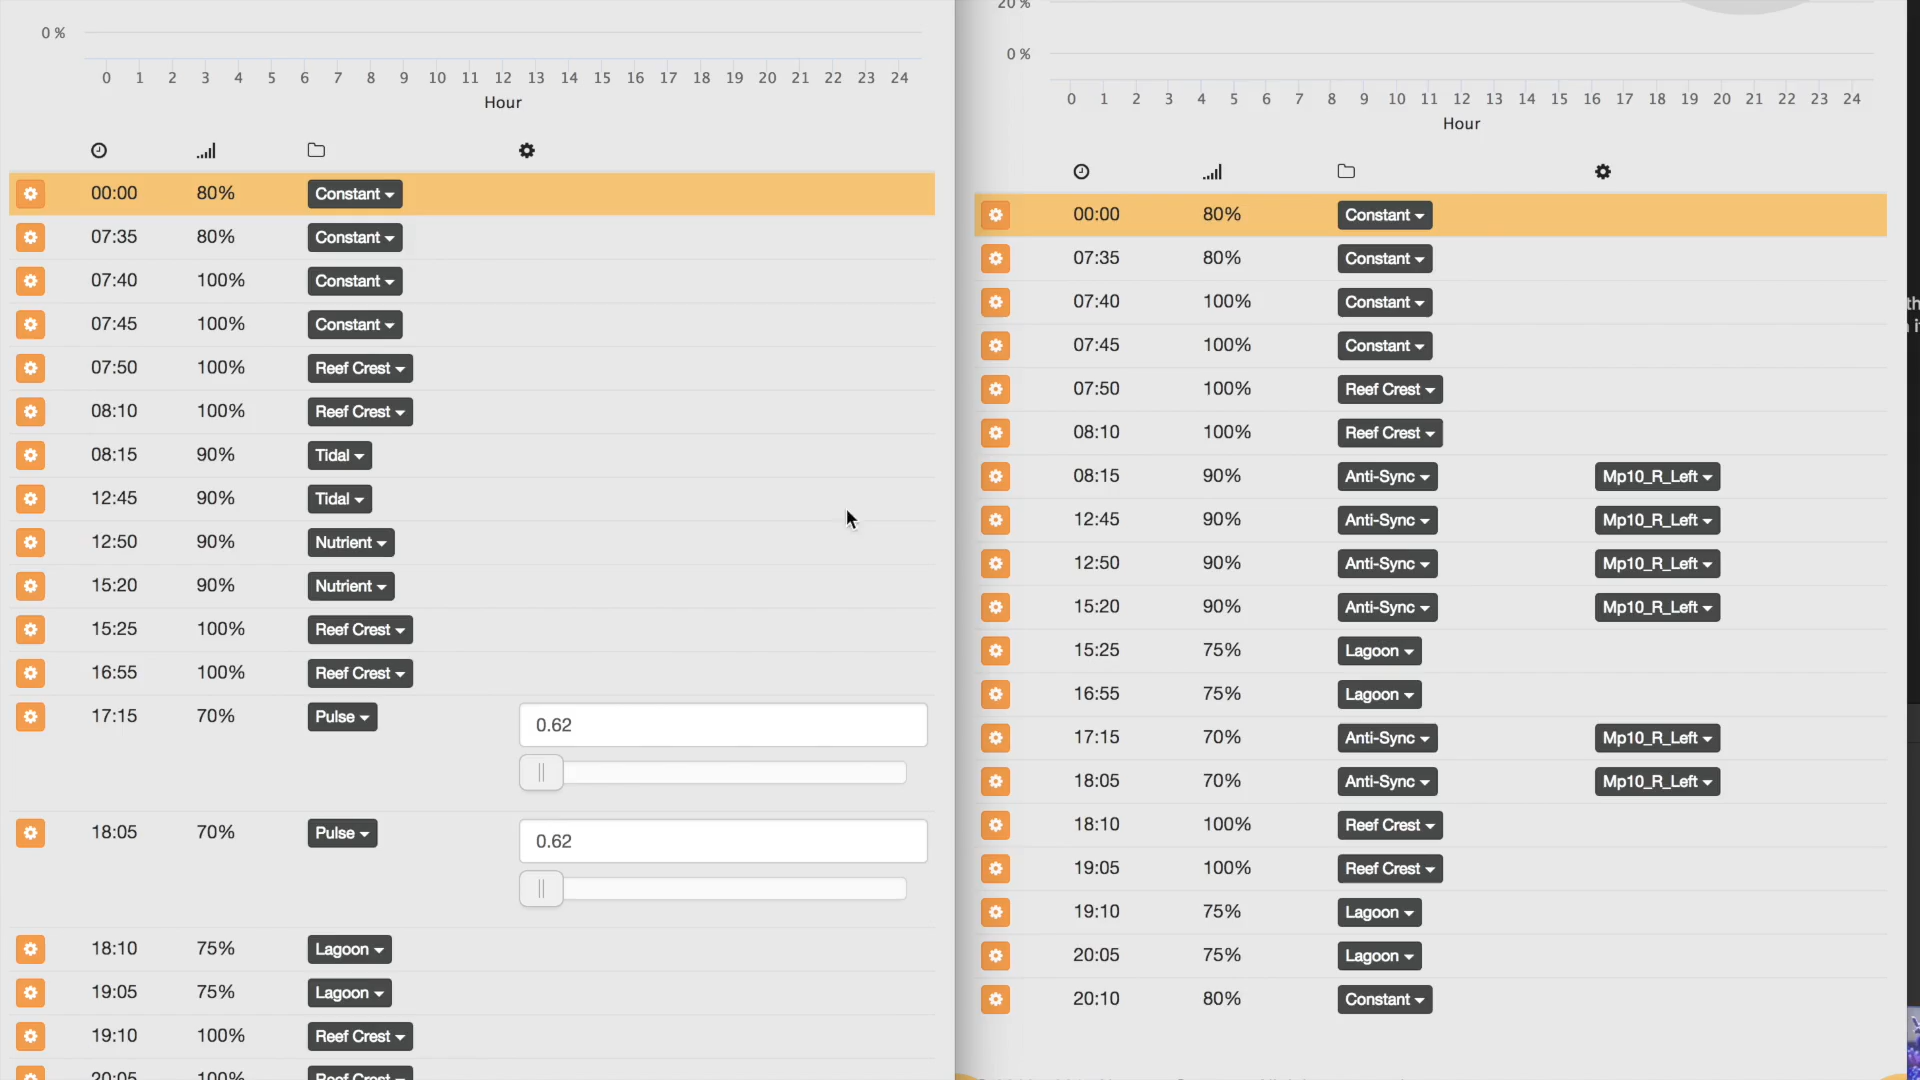 0 %
0 1 2 3 4 5 6 7 8 9 10 11 12 13 14 15 16 17 18 19 20 21 22 23 24
Hour
00:00 80% Constant
07:35 80% Constant
07:40 100% Constant
07:45 100% Constant
07:50 100% Reef Crest
08:10 100% Reef Crest
08:15 90% Tidal
12:45 90% Tidal
12:50 90% Nutrient
15:20 90% Nutrient
15:25 100% Reef Crest
16:55 100% Reef Crest
17:15 70% Pulse 0.62
18:05 70% Pulse 0.62
18:10 75% Lagoon
19:05 75% Lagoon
19:10 100% Reef Crest
20:05 100% Reef Crest
20 %
0 %
0 1 2 3 4 5 6 7 8 9 10 11 12 13 14 15 16 17 18 19 20 21 22 23 24
Hour
00:00 80% Constant
07:35 80% Constant
07:40 100% Constant
07:45 100% Constant
07:50 100% Reef Crest
08:10 100% Reef Crest
08:15 90% Anti-Sync Mp10_R_Left
12:45 90% Anti-Sync Mp10_R_Left
12:50 90% Anti-Sync Mp10_R_Left
15:20 90% Anti-Sync Mp10_R_Left
15:25 75% Lagoon
16:55 75% Lagoon
17:15 70% Anti-Sync Mp10_R_Left
18:05 70% Anti-Sync Mp10_R_Left
18:10 100% Reef Crest
19:05 100% Reef Crest
19:10 75% Lagoon
20:05 75% Lagoon
20:10 80% Constant